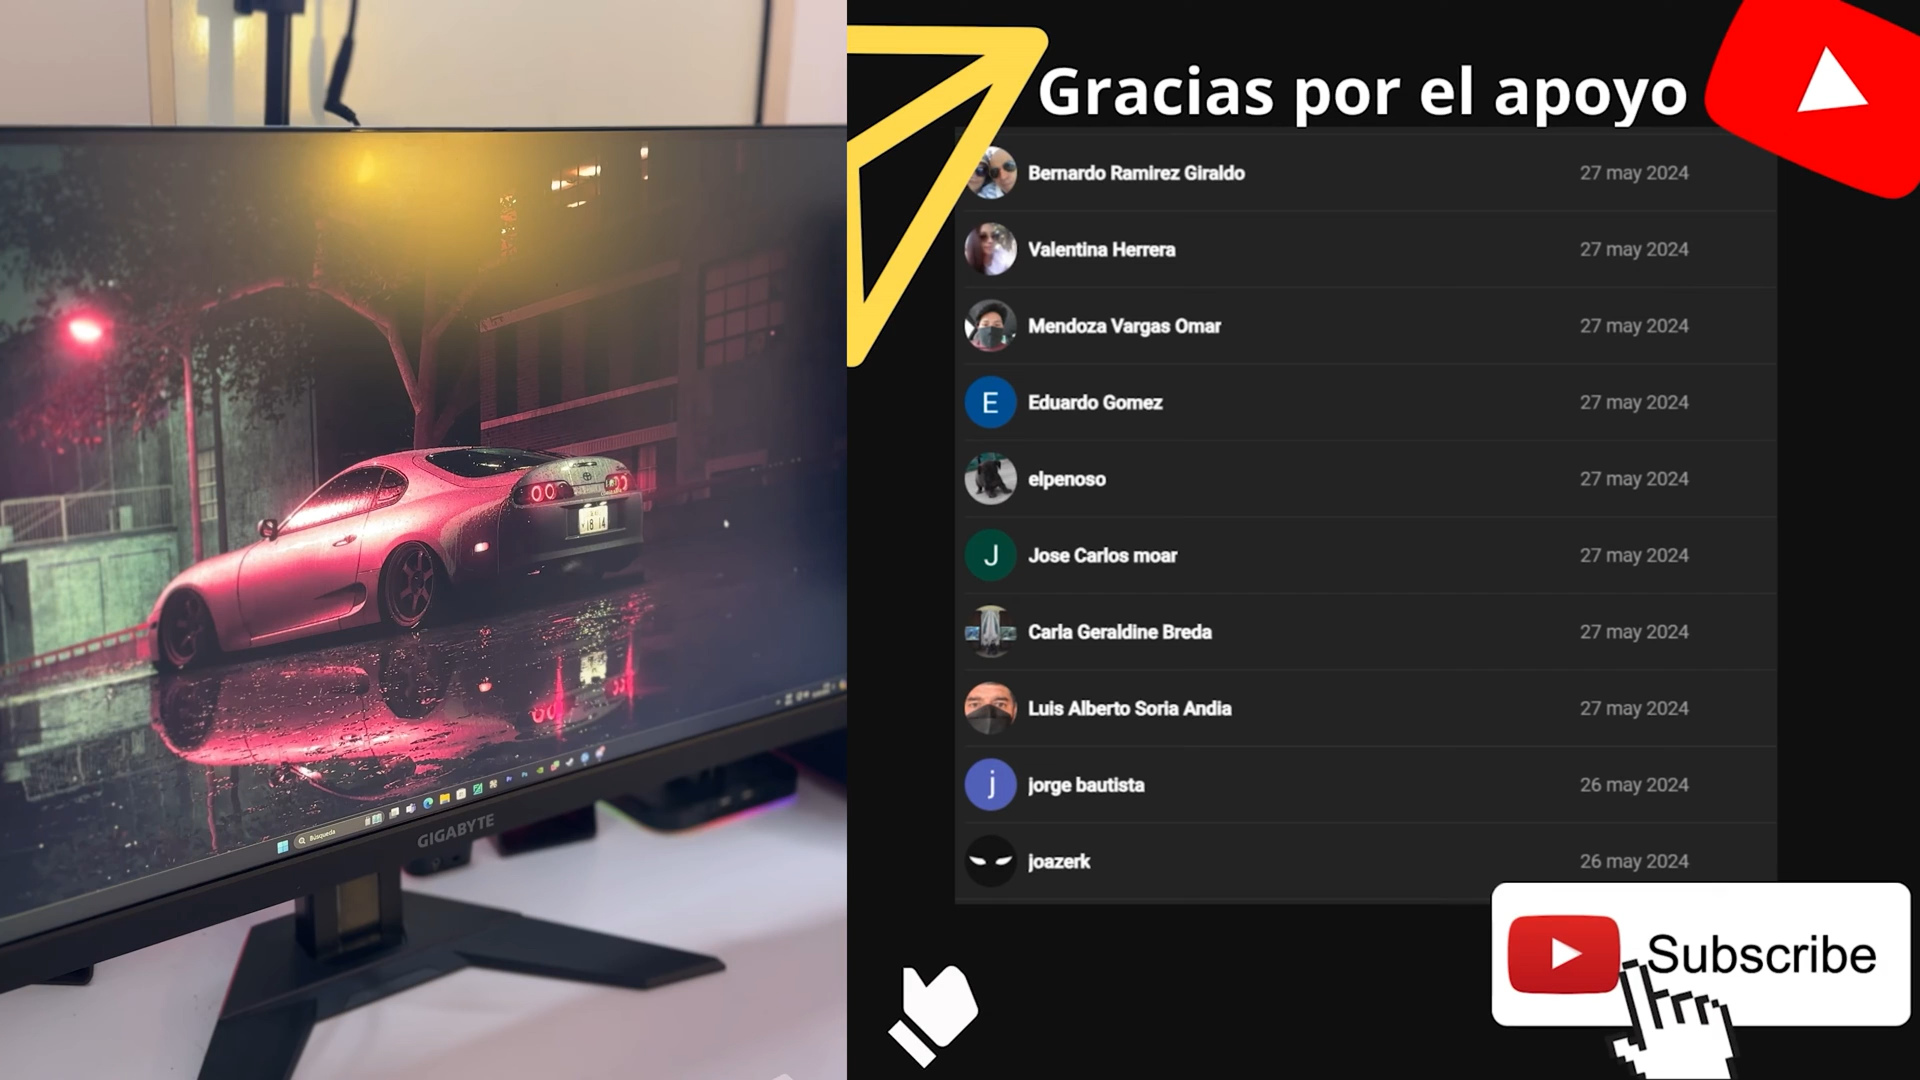 Gracias por el apoyo
Bernardo Ramirez Giraldo 27 may 2024
Valentina Herrera 27 may 2024
Mendoza Vargas Omar 27 may 2024
E Eduardo Gomez 27 may 2024
elpenoso 27 may 2024
J Jose Carlos moar 27 may 2024
Carla Geraldine Breda 27 may 2024
Luis Alberto Soria Andia 27 may 2024
j jorge bautista 26 may 2024
joazerk 26 may 2024
Subscribe
18 14
Búsqueda
GIGABYTE